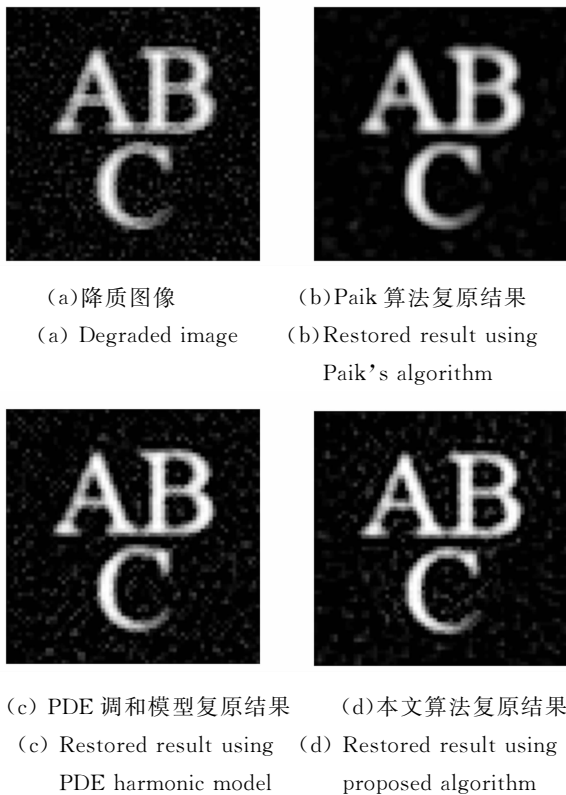 AB
C
AB
C
(a)降质图像
(b)Paik 算法复原结果
(a) Degraded image
(b)Restored result using
Paik's algorithm
AB
C
AB
C
(c) PDE 调和模型复原结果
(d)本文算法复原结果
(c) Restored result using
PDE harmonic model
(d) Restored result using
proposed algorithm